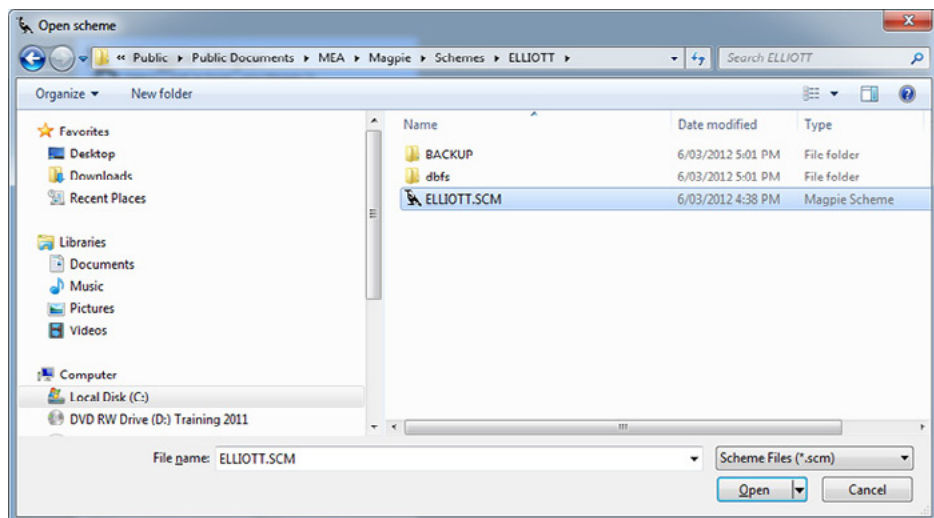 Open scheme
« Public ▸ Public Documents ▸ MEA ▸ Magpie ▸ Schemes ▸ ELLIOTT ▸ Search ELLIOTT
Organize New folder
Favorites
Desktop
Downloads
Recent Places
Libraries
Documents
Music
Pictures
Videos
Computer
Local Disk (C:)
DVD RW Drive (D:) Training 2011
Name Date modified Type
BACKUP 6/03/2012 5:01 PM File folder
dbfs 6/03/2012 5:01 PM File folder
ELLIOTT.SCM 6/03/2012 4:38 PM Magpie Scheme
File name: ELLIOTT.SCM Scheme Files (*.scm)
Open Cancel